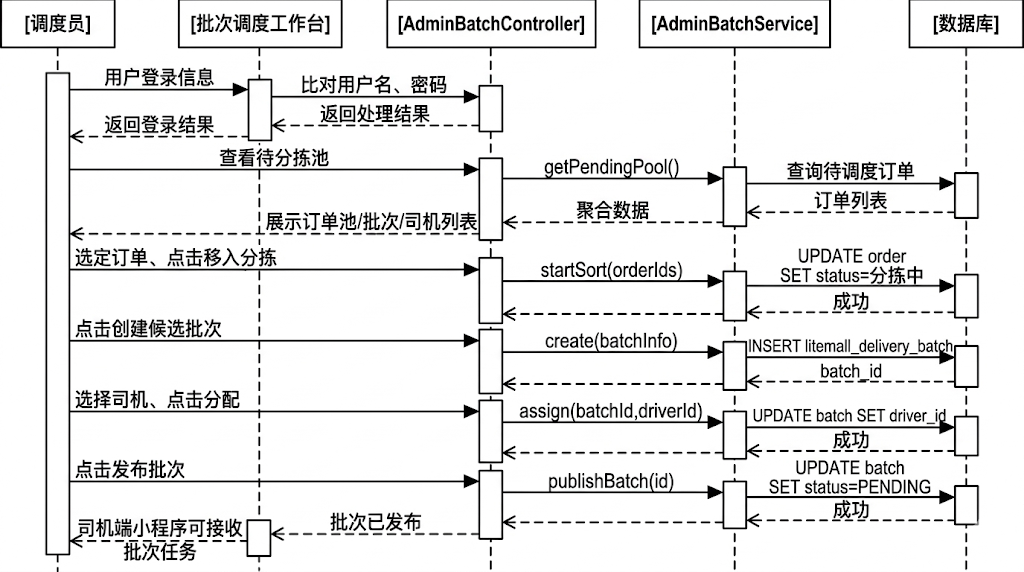 [调度员]
[批次调度工作台]
[AdminBatchController]
[AdminBatchService]
[数据库]
用户登录信息
比对用户名、密码
返回处理结果
返回登录结果
查看待分拣池
getPendingPool()
查询待调度订单
订单列表
聚合数据
展示订单池/批次/司机列表
选定订单、点击移入分拣
startSort(orderIds)
UPDATE order
SET status=分拣中
成功
点击创建候选批次
create(batchInfo)
INSERT litemall_delivery_batch
batch_id
选择司机、点击分配
assign(batchId,driverId)
UPDATE batch SET driver_id
成功
点击发布批次
publishBatch(id)
UPDATE batch
SET status=PENDING
成功
批次已发布
司机端小程序可接收
批次任务